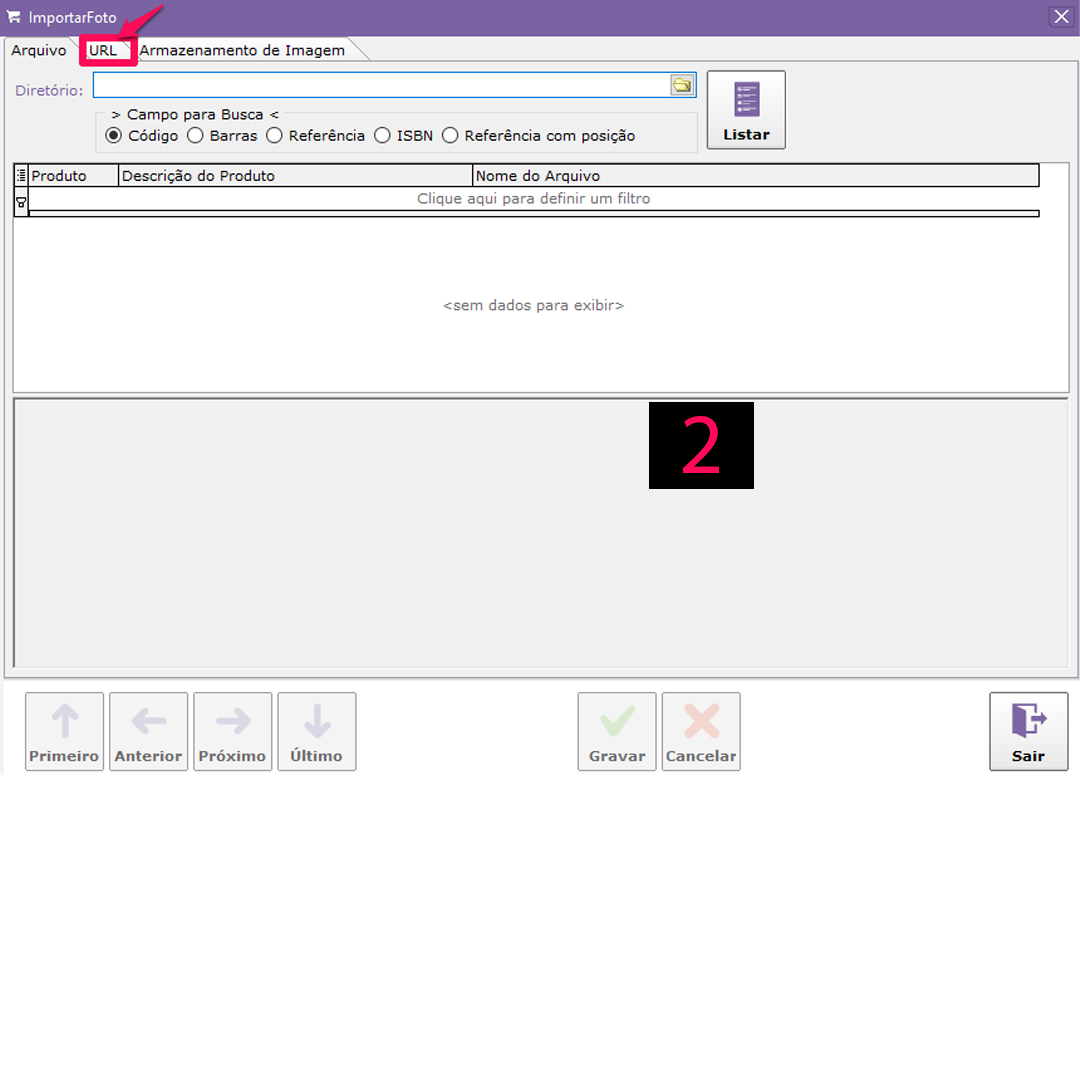 ImportarFoto
Arquivo URL Armazenamento de Imagem
Diretório:
> Campo para Busca <
Código Barras Referência ISBN Referência com posição
Listar
Produto Descrição do Produto Nome do Arquivo
Clique aqui para definir um filtro
<sem dados para exibir>
2
Primeiro Anterior Próximo Último Gravar Cancelar Sair